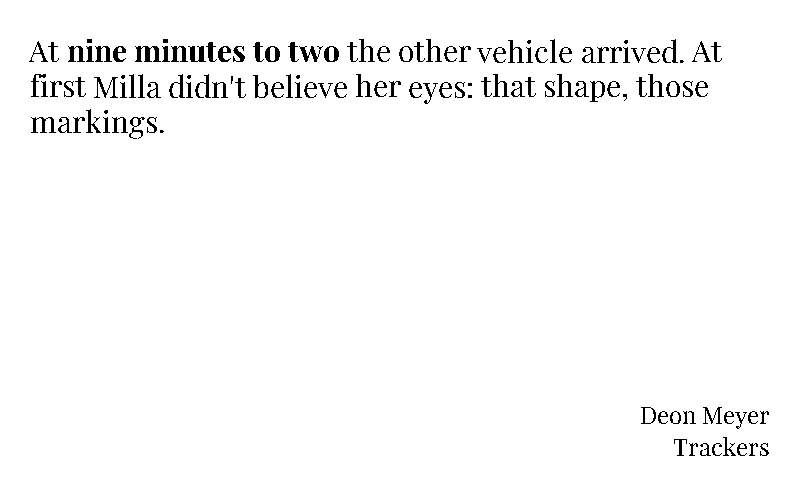 At nine minutes to two the other vehicle arrived. At
first Milla didn't believe her eyes: that shape, those
markings.
Deon Meyer
Trackers